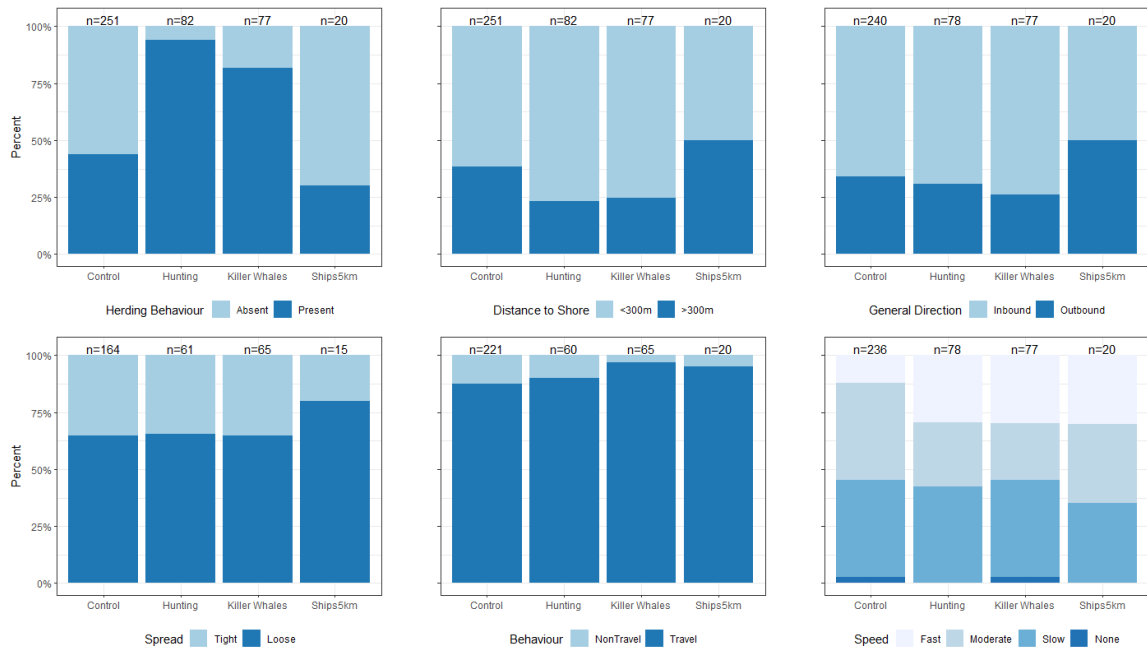 n=251 n=82 n=77 n=20
n=251 n=82 n=77 n=20
n=240 n=78 n=77 n=20
Percent
100%
75%
50%
25%
0%
Control Hunting Killer Whales Ships5km
Control Hunting Killer Whales Ships5km
Control Hunting Killer Whales Ships5km
Herding Behaviour Absent Present
Distance to Shore <300m >300m
General Direction Inbound Outbound
n=164 n=61 n=65 n=15
n=221 n=60 n=65 n=20
n=236 n=78 n=77 n=20
Percent
100%
75%
50%
25%
0%
Control Hunting Killer Whales Ships5km
Control Hunting Killer Whales Ships5km
Control Hunting Killer Whales Ships5km
Spread Tight Loose
Behaviour NonTravel Travel
Speed Fast Moderate Slow None